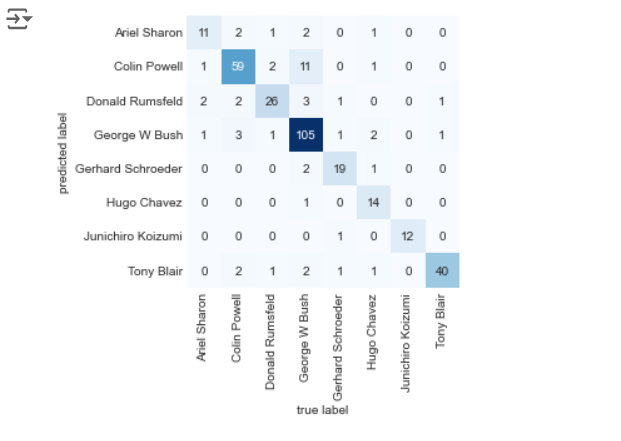 Ariel Sharon 11 2 1 2 0 1 0 0
Colin Powell 1 59 2 11 0 1 0 0
Donald Rumsfeld 2 2 26 3 1 0 0 1
George W Bush 1 3 1 105 1 2 0 1
Gerhard Schroeder 0 0 0 2 19 1 0 0
Hugo Chavez 0 0 0 1 0 14 0 0
Junichiro Koizumi 0 0 0 0 1 0 12 0
Tony Blair 0 2 1 2 1 1 0 40
predicted label
Ariel Sharon
Colin Powell
Donald Rumsfeld
George W Bush
Gerhard Schroeder
Hugo Chavez
Junichiro Koizumi
Tony Blair
true label